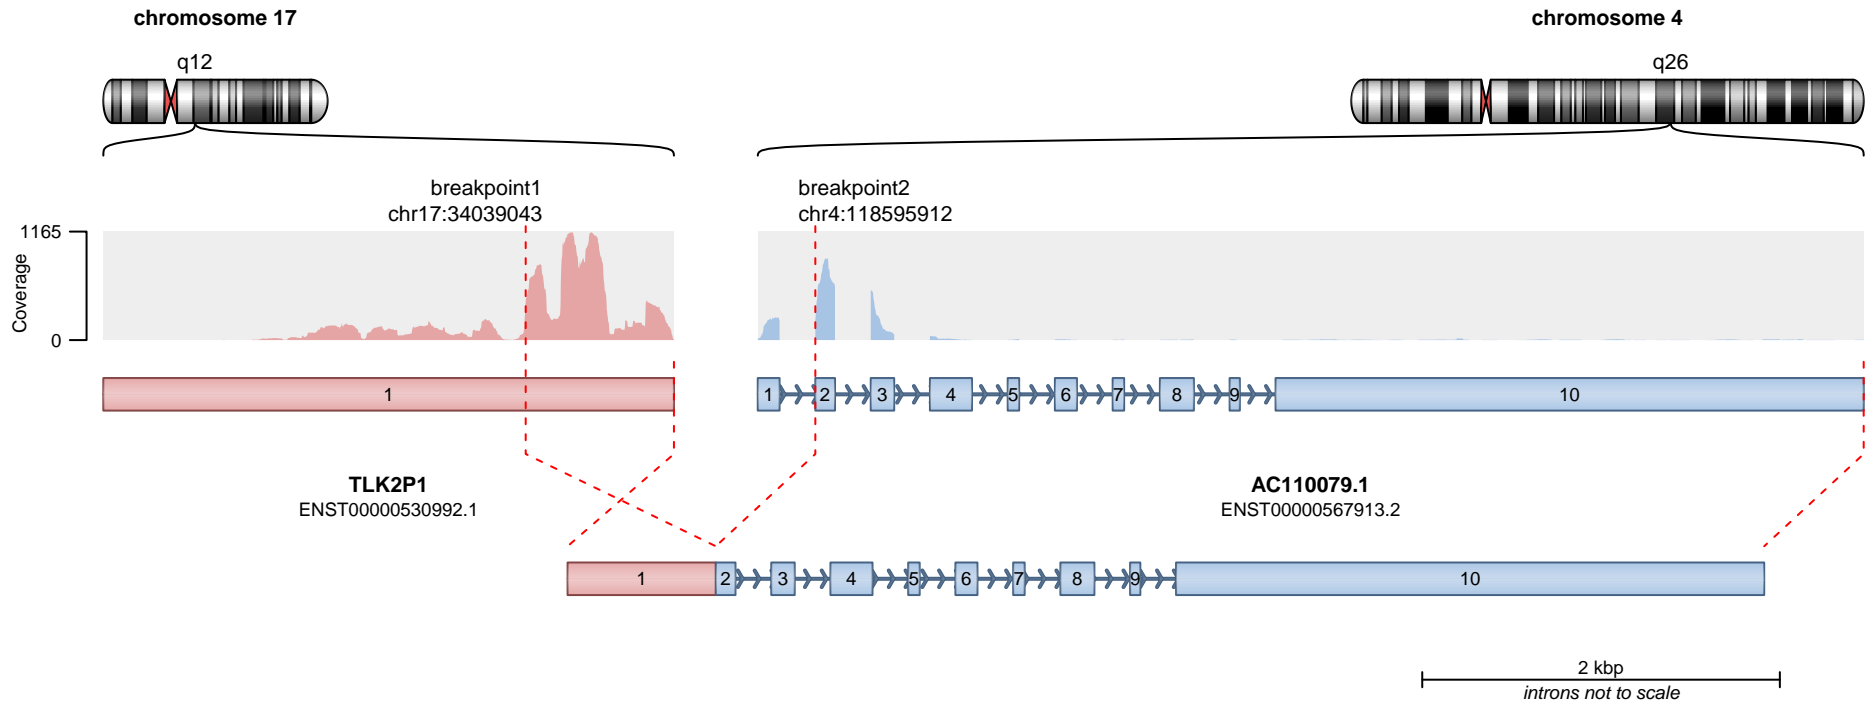 chromosome 17
chromosome 4
q12
q26
breakpoint1
chr17:34039043
breakpoint2
chr4:118595912
1165
0
Coverage
1
1 2 3 4 5 6 7 8 9 10
TLK2P1
ENST00000530992.1
AC110079.1
ENST00000567913.2
1 2 3 4 5 6 7 8 9 10
2 kbp
introns not to scale